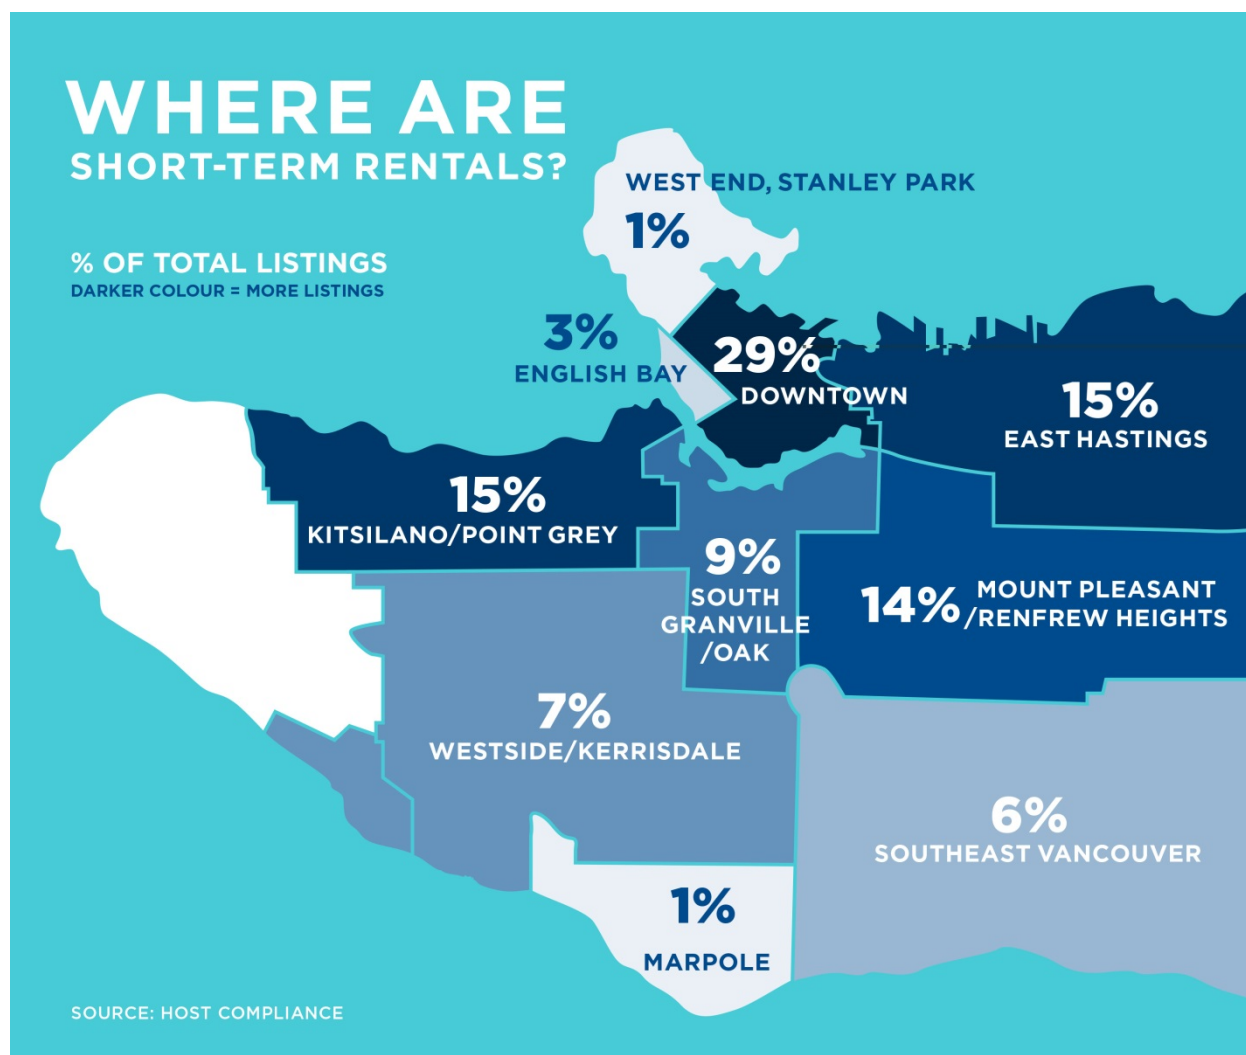 WHERE ARE
SHORT-TERM RENTALS?
% OF TOTAL LISTINGS
DARKER COLOUR = MORE LISTINGS
WEST END, STANLEY PARK
1%
3%
ENGLISH BAY
29%
DOWNTOWN
15%
EAST HASTINGS
15%
KITSILANO/POINT GREY
9%
SOUTH
GRANVILLE
/OAK
14%
MOUNT PLEASANT
/RENFREW HEIGHTS
7%
WESTSIDE/KERRISDALE
6%
SOUTHEAST VANCOUVER
1%
MARPOLE
SOURCE: HOST COMPLIANCE